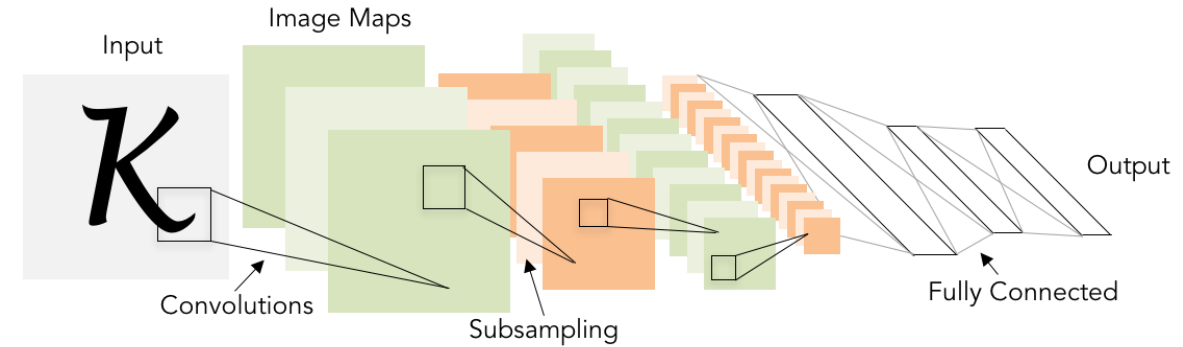 Image Maps
Input
K
Output
Convolutions
Fully Connected
Subsampling